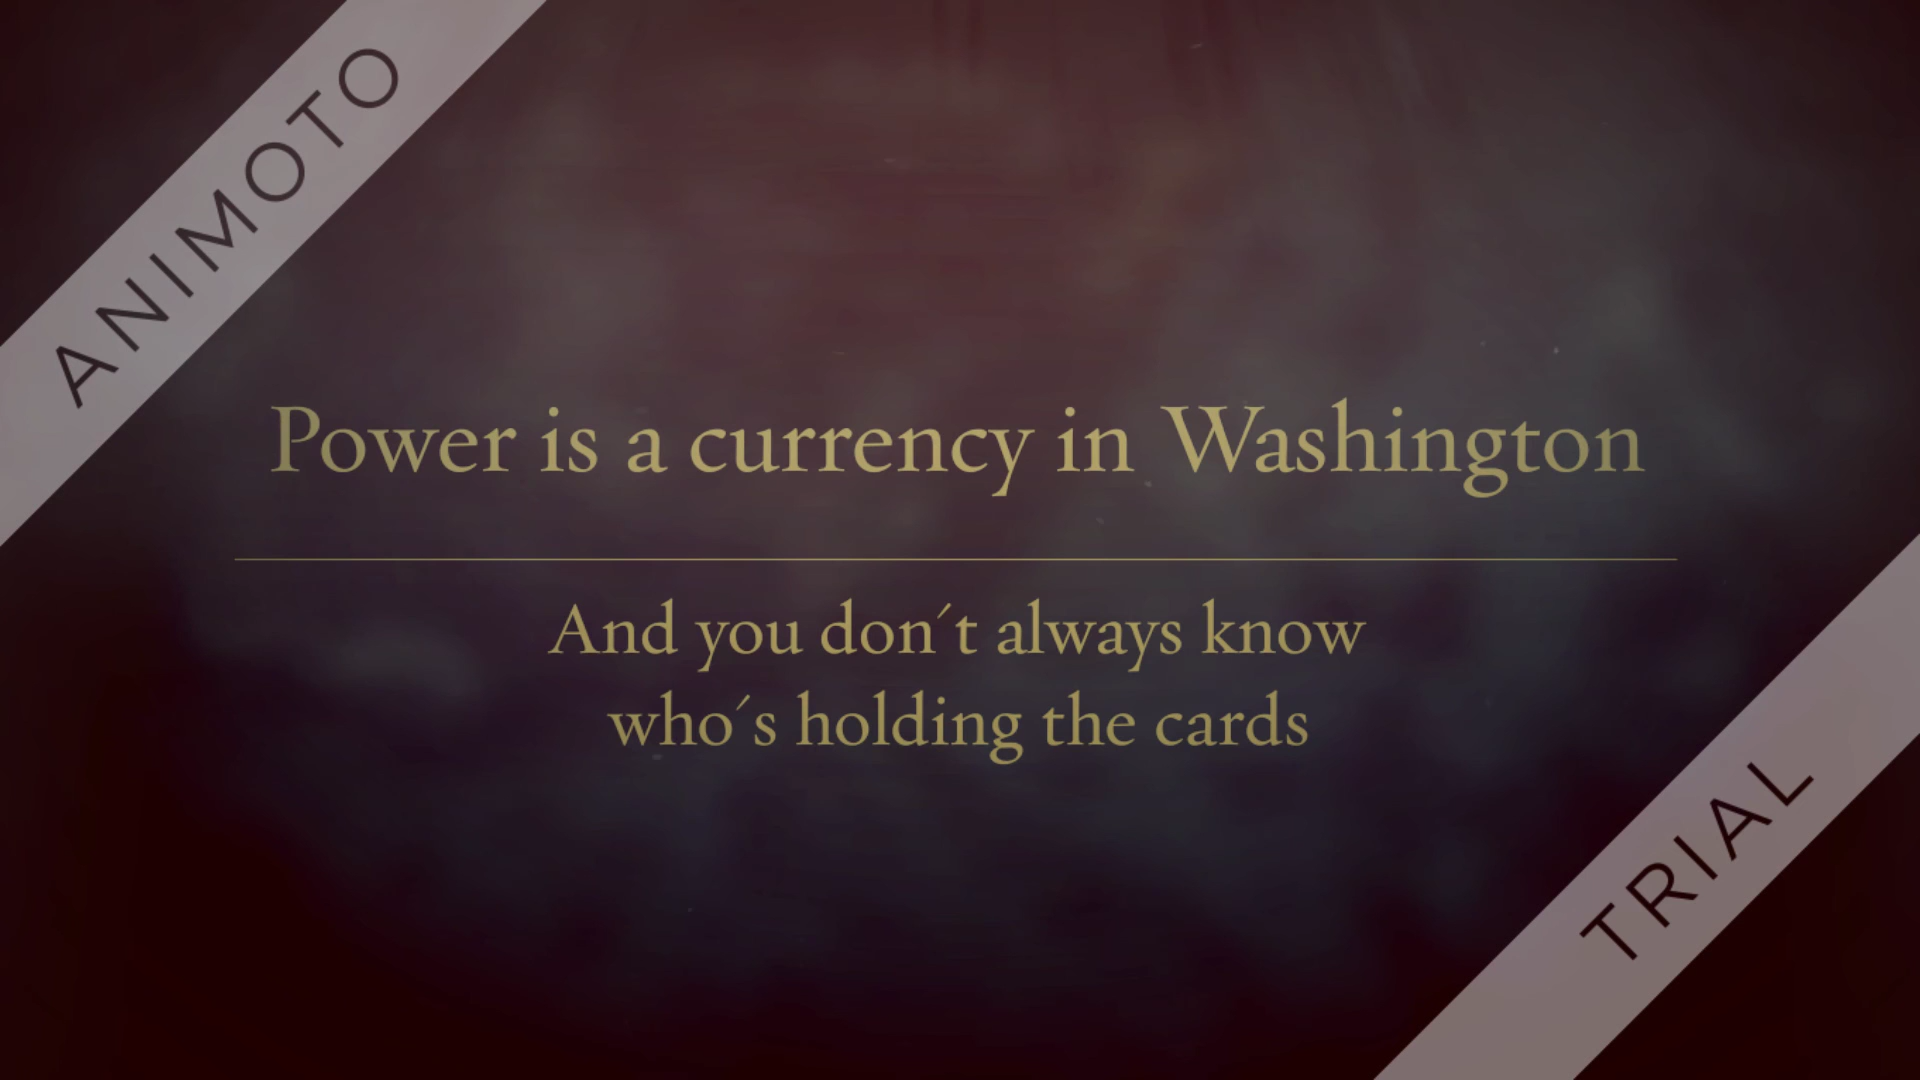 ANIMOTO
Power is a currency in Washington
And you don´t always know
who´s holding the cards
TRIAL